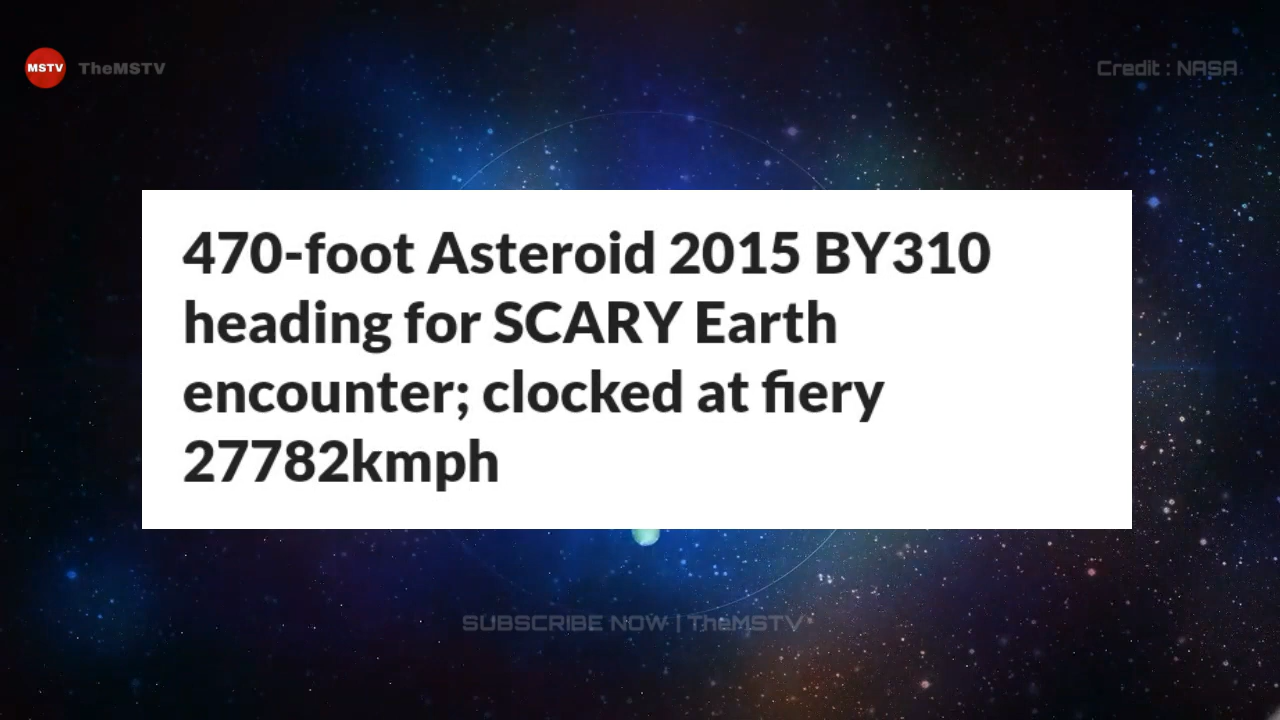 MSTV TheMSTV
Credit : NASA
470-foot Asteroid 2015 BY310
heading for SCARY Earth
encounter; clocked at fiery
27782kmph
SUBSCRIBE NOW | TheMSTV